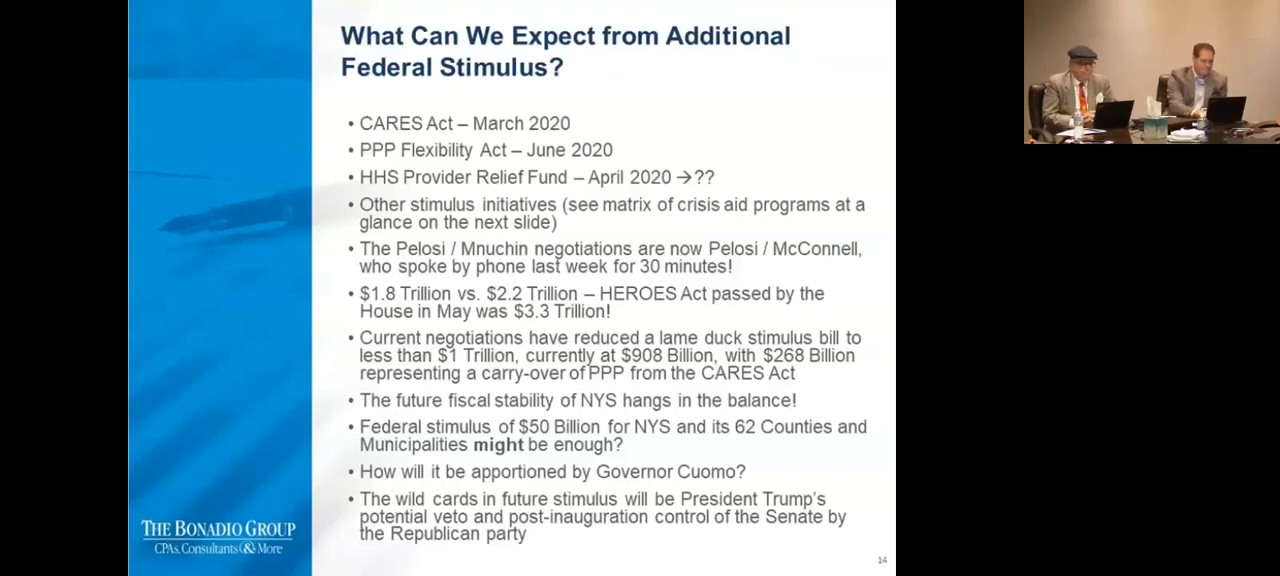 What Can We Expect from Additional
Federal Stimulus?
• CARES Act – March 2020
• PPP Flexibility Act – June 2020
• HHS Provider Relief Fund – April 2020 →??
• Other stimulus initiatives (see matrix of crisis aid programs at a
glance on the next slide)
• The Pelosi / Mnuchin negotiations are now Pelosi / McConnell,
who spoke by phone last week for 30 minutes!
• $1.8 Trillion vs. $2.2 Trillion – HEROES Act passed by the
House in May was $3.3 Trillion!
• Current negotiations have reduced a lame duck stimulus bill to
less than $1 Trillion, currently at $908 Billion, with $268 Billion
representing a carry-over of PPP from the CARES Act
• The future fiscal stability of NYS hangs in the balance!
• Federal stimulus of $50 Billion for NYS and its 62 Counties and
Municipalities might be enough?
• How will it be apportioned by Governor Cuomo?
• The wild cards in future stimulus will be President Trump's
potential veto and post-inauguration control of the Senate by
the Republican party
THE BONADIO GROUP
CPAs, Consultants & More
14